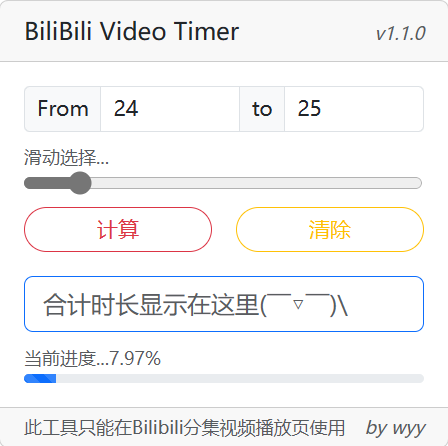 BiliBili Video Timer v1.1.0
From 24 to 25
滑动选择...
计算 清除
合计时长显示在这里(￣▽￣)\
当前进度...7.97%
此工具只能在Bilibili分集视频播放页使用 by wyy